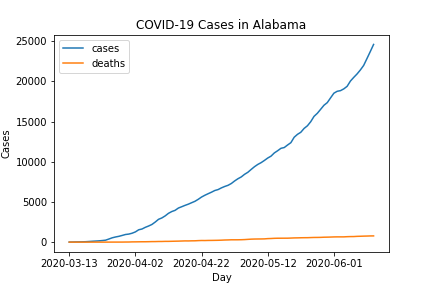 COVID-19 Cases in Alabama
cases
deaths
25000
20000
15000
10000
5000
0
Cases
2020-03-13 2020-04-02 2020-04-22 2020-05-12 2020-06-01
Day